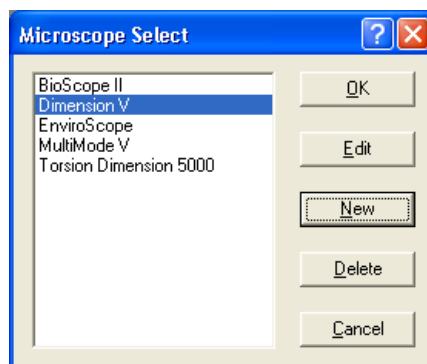 Microscope Select
BioScope II
Dimension V
EnviroScope
MultiMode V
Torsion Dimension 5000
OK
Edit
New
Delete
Cancel